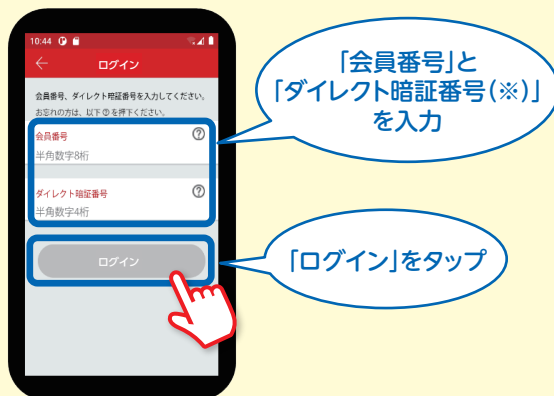 10:44
ログイン
会員番号、ダイレクト暗証番号を入力してください。
お忘れの方は、以下?を押下ください。
会員番号
半角数字8桁
ダイレクト暗証番号
半角数字4桁
ログイン
「会員番号」と
「ダイレクト暗証番号(※)」
を入力
「ログイン」をタップ